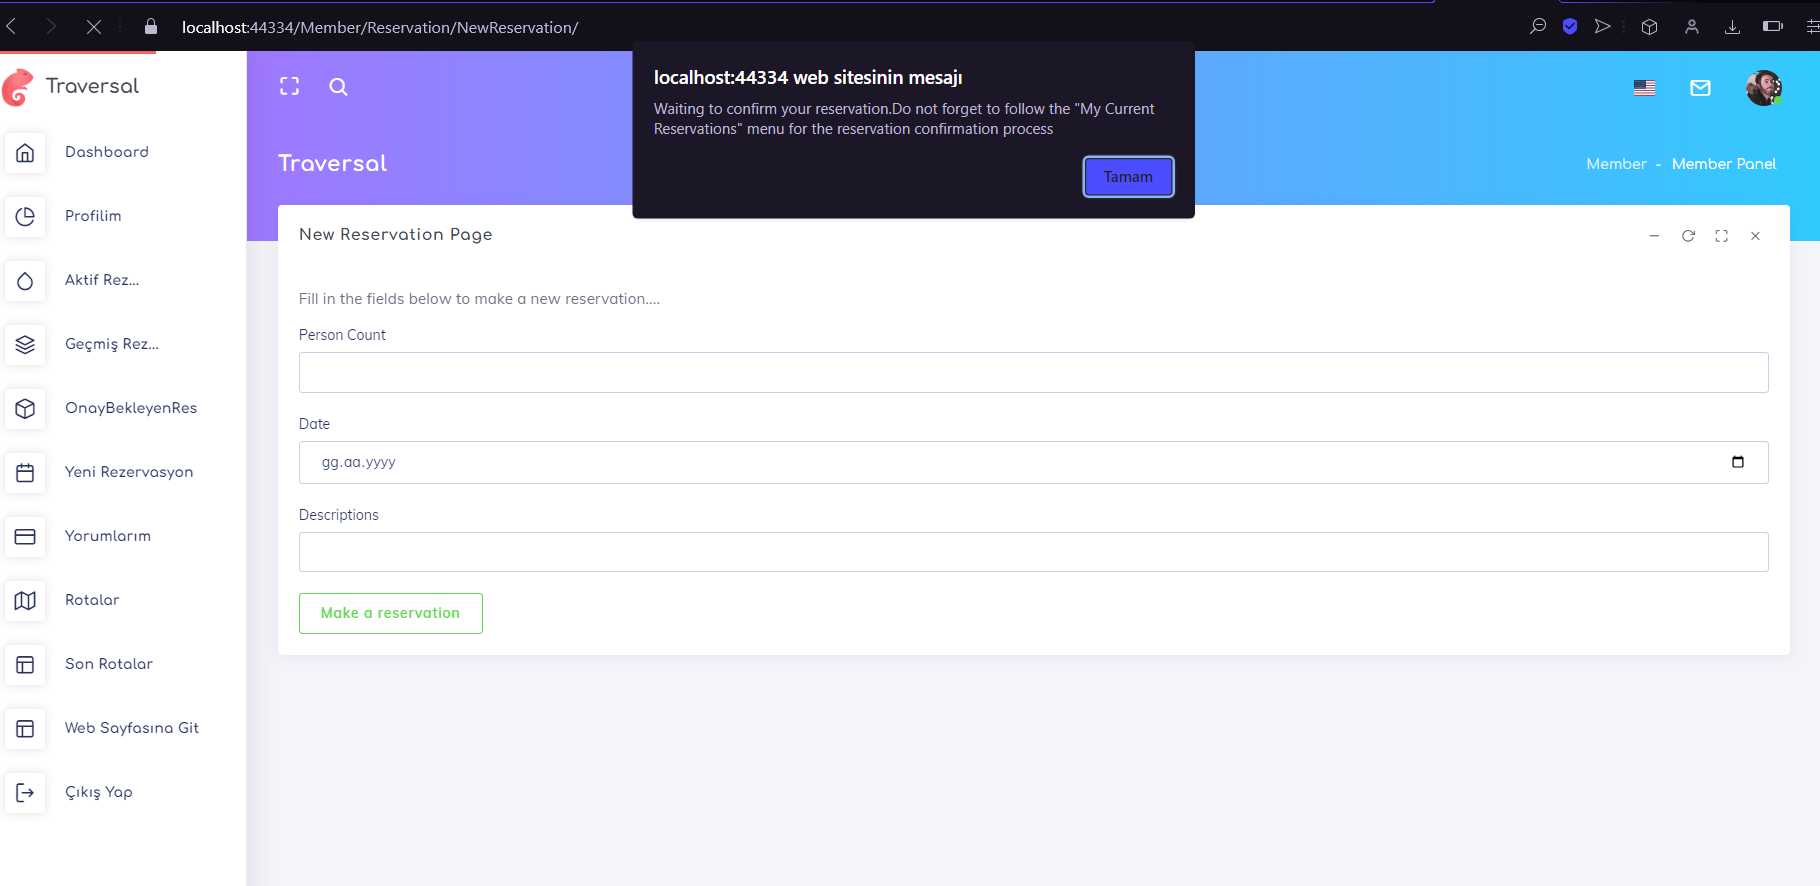 localhost:44334/Member/Reservation/NewReservation/
localhost:44334 web sitesinin mesajı
Waiting to confirm your reservation.Do not forget to follow the "My Current
Reservations" menu for the reservation confirmation process
Tamam
Traversal
Dashboard
Profilim
Aktif Rez...
Geçmiş Rez...
OnayBekleyenRes
Yeni Rezervasyon
Yorumlarım
Rotalar
Son Rotalar
Web Sayfasına Git
Çıkış Yap
Traversal
Member - Member Panel
New Reservation Page
Fill in the fields below to make a new reservation....
Person Count
Date
gg.aa.yyyy
Descriptions
Make a reservation